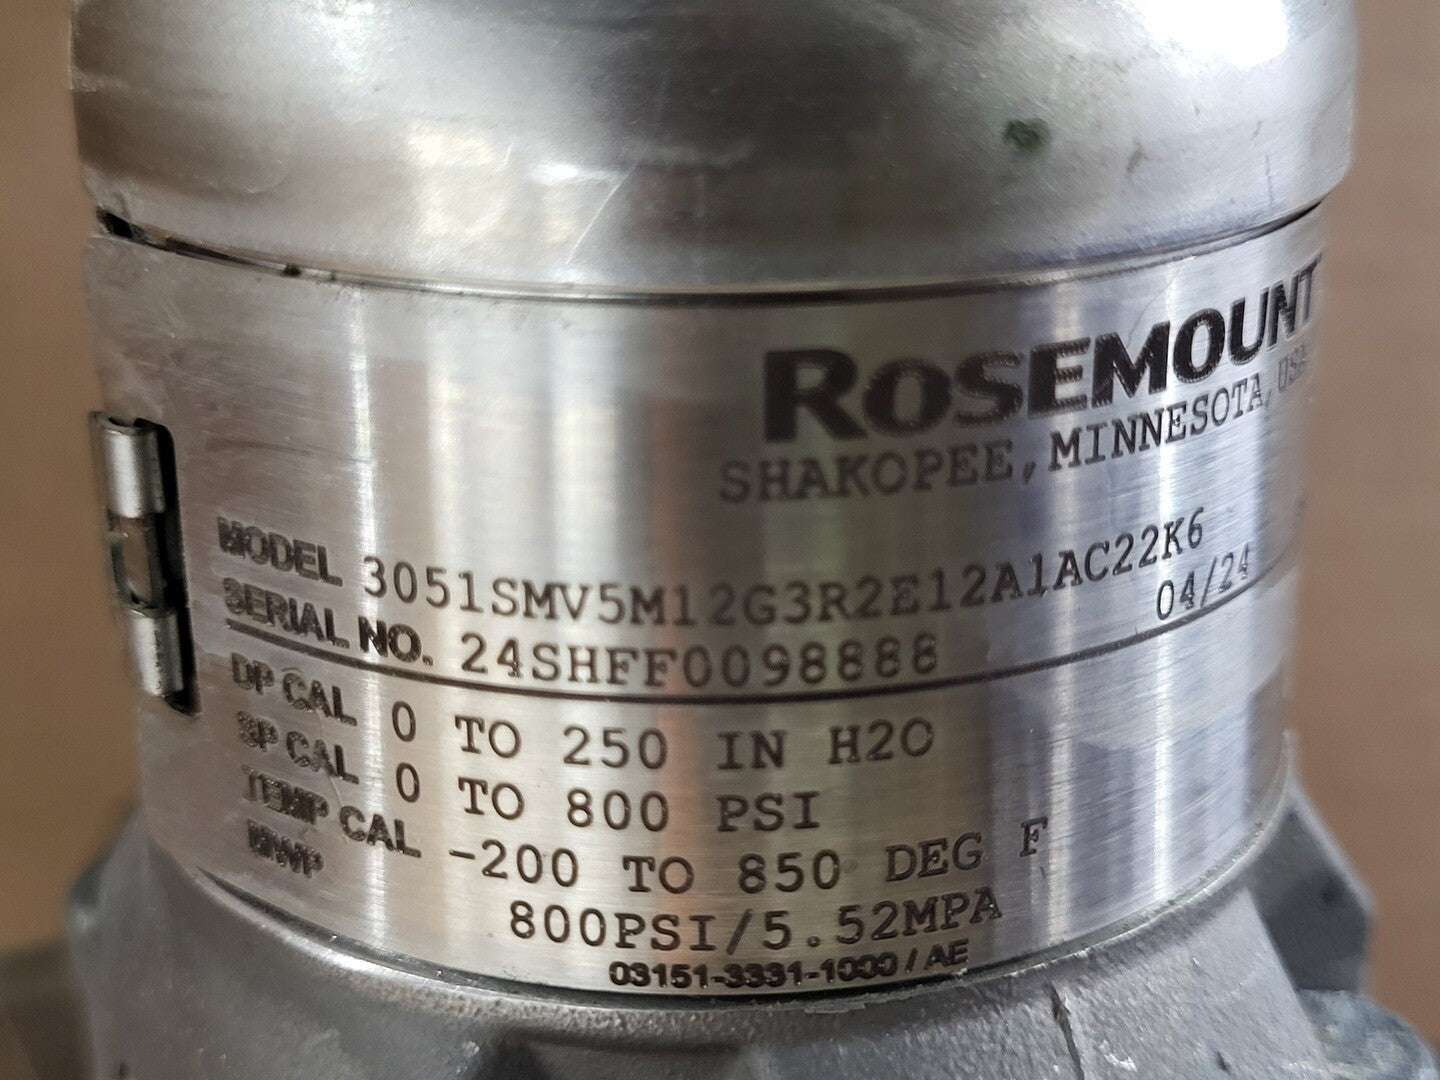 ROSEMOUNT
SHAKOPEE, MINNESOTA, USA
MODEL 3051SMV5M12G3R2E12A1AC22K6
SERIAL NO. 24SHFF0098888 04/24
DP CAL 0 TO 250 IN H2O
SP CAL 0 TO 800 PSI
TEMP CAL -200 TO 850 DEG F
MWP 800PSI/5.52MPA
03151-3331-1000 / AE